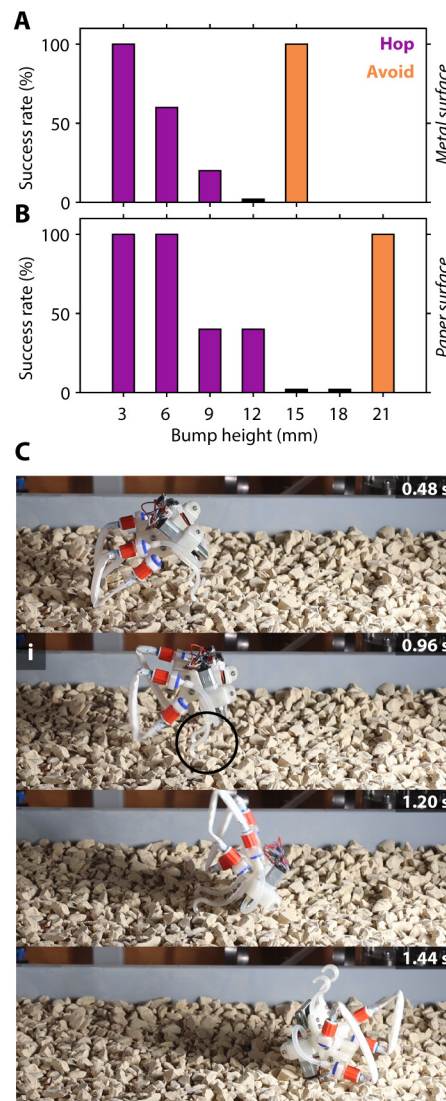 A
100
50
0
Success rate (%)
Hop
Avoid
Metal surface
B
100
50
0
Success rate (%)
Paper surface
3 6 9 12 15 18 21
Bump height (mm)
C
0.48 s
i
0.96 s
1.20 s
1.44 s